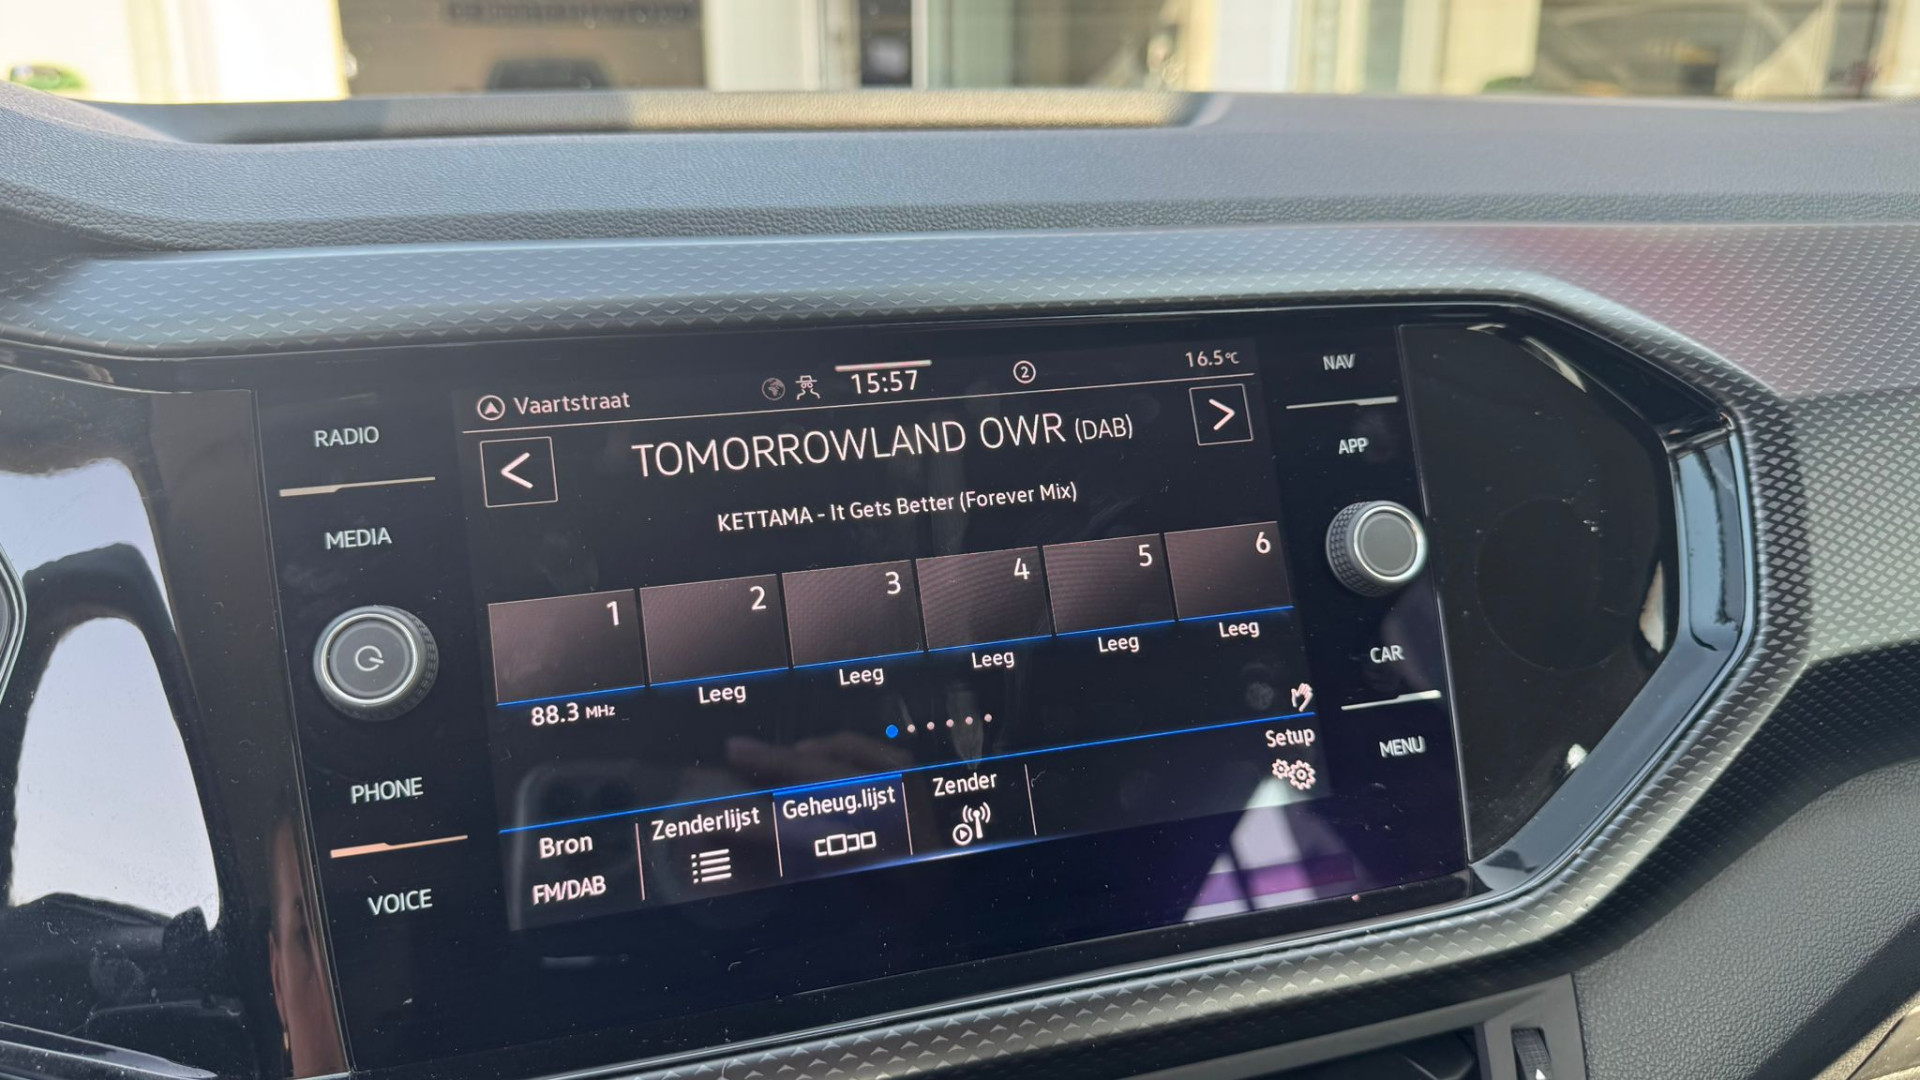 Vaartstraat
15:57
2
16.5°C
TOMORROWLAND OWR (DAB)
KETTAMA - It Gets Better (Forever Mix)
1
2
3
4
5
6
88.3 MHz
Leeg
Leeg
Leeg
Leeg
Leeg
Bron
FM/DAB
Zenderlijst
Geheug.lijst
Zender
Setup
RADIO
MEDIA
PHONE
VOICE
NAV
APP
CAR
MENU